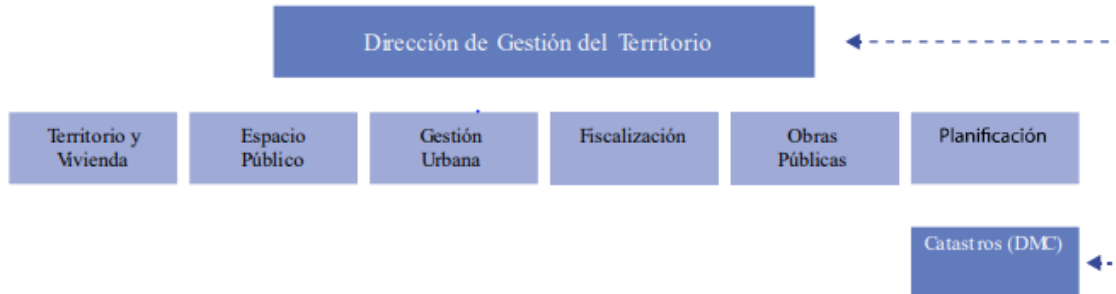 Dirección de Gestión del Territorio
Territorio y
Vivienda
Espacio
Público
Gestión
Urbana
Fiscalización
Obras
Públicas
Planificación
Catastros (DMC)